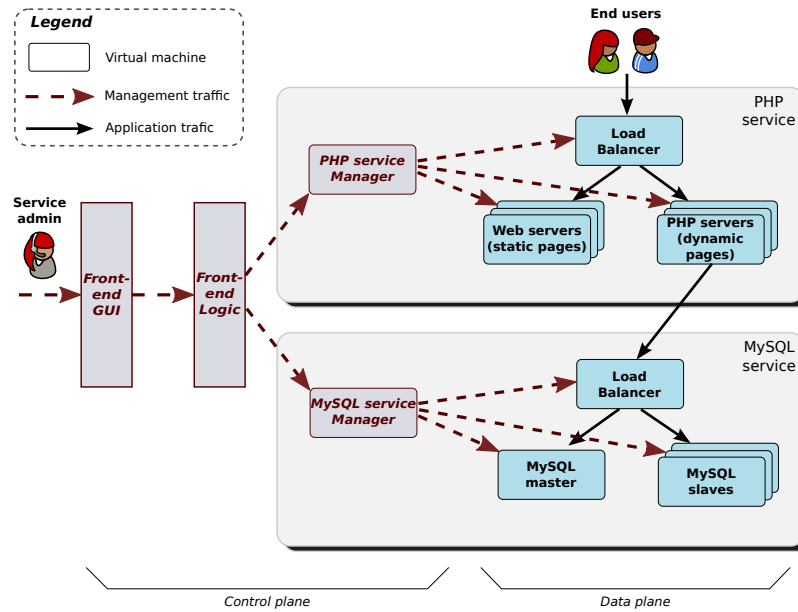 Legend
Virtual machine
Management traffic
Application trafic
End users
PHP
service
Load
Balancer
PHP service
Manager
Web servers
(static pages)
PHP servers
(dynamic
pages)
Service
admin
Front-
end
GUI
Front-
end
Logic
MySQL
service
Load
Balancer
MySQL service
Manager
MySQL
master
MySQL
slaves
Control plane
Data plane